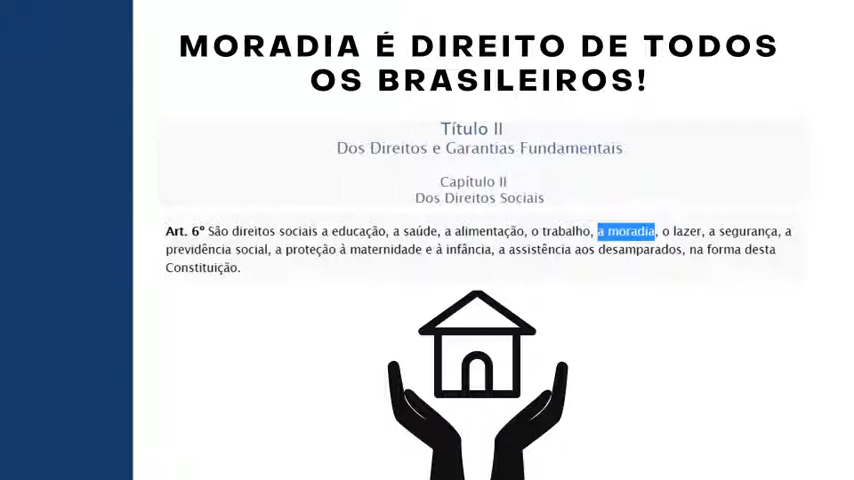 MORADIA É DIREITO DE TODOS
OS BRASILEIROS!
Título II
Dos Direitos e Garantias Fundamentais
Capítulo II
Dos Direitos Sociais
Art. 6º São direitos sociais a educação, a saúde, a alimentação, o trabalho, a moradia, o lazer, a segurança, a
previdência social, a proteção à maternidade e à infância, a assistência aos desamparados, na forma desta
Constituição.